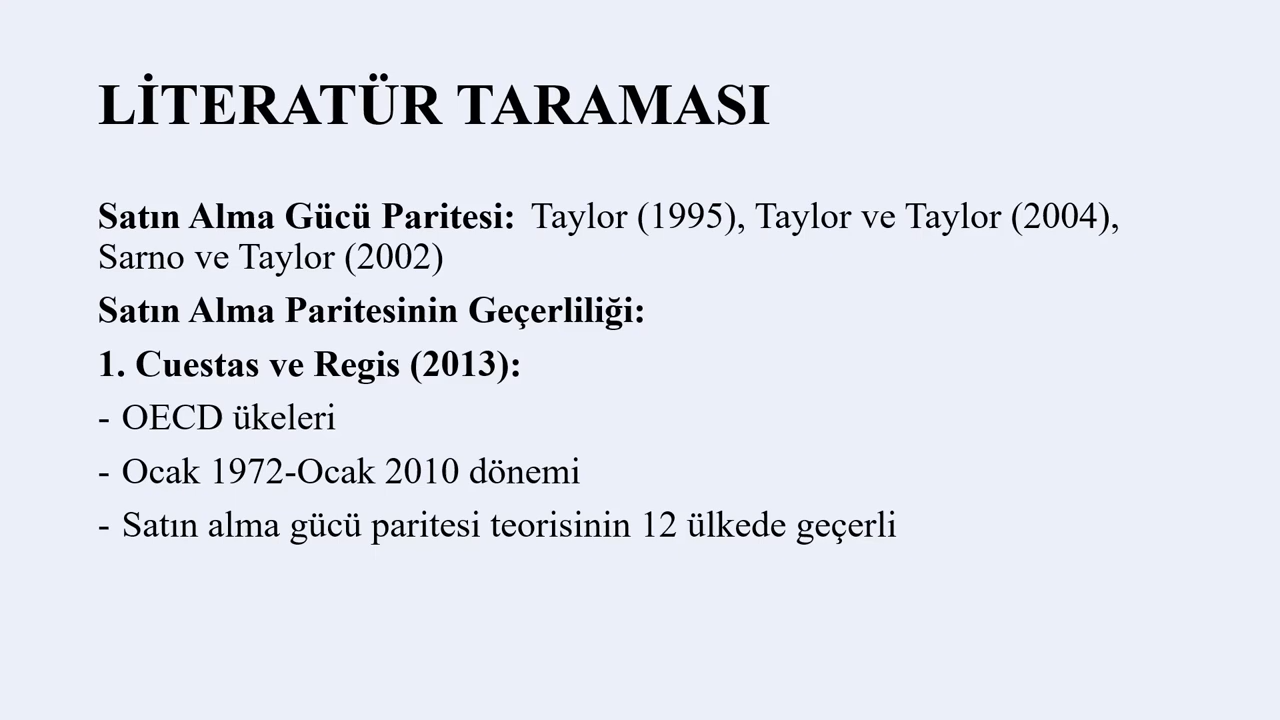 LİTERATÜR TARAMASI
Satın Alma Gücü Paritesi: Taylor (1995), Taylor ve Taylor (2004),
Sarno ve Taylor (2002)
Satın Alma Paritesinin Geçerliliği:
1. Cuestas ve Regis (2013):
- OECD ükeleri
- Ocak 1972-Ocak 2010 dönemi
- Satın alma gücü paritesi teorisinin 12 ülkede geçerli